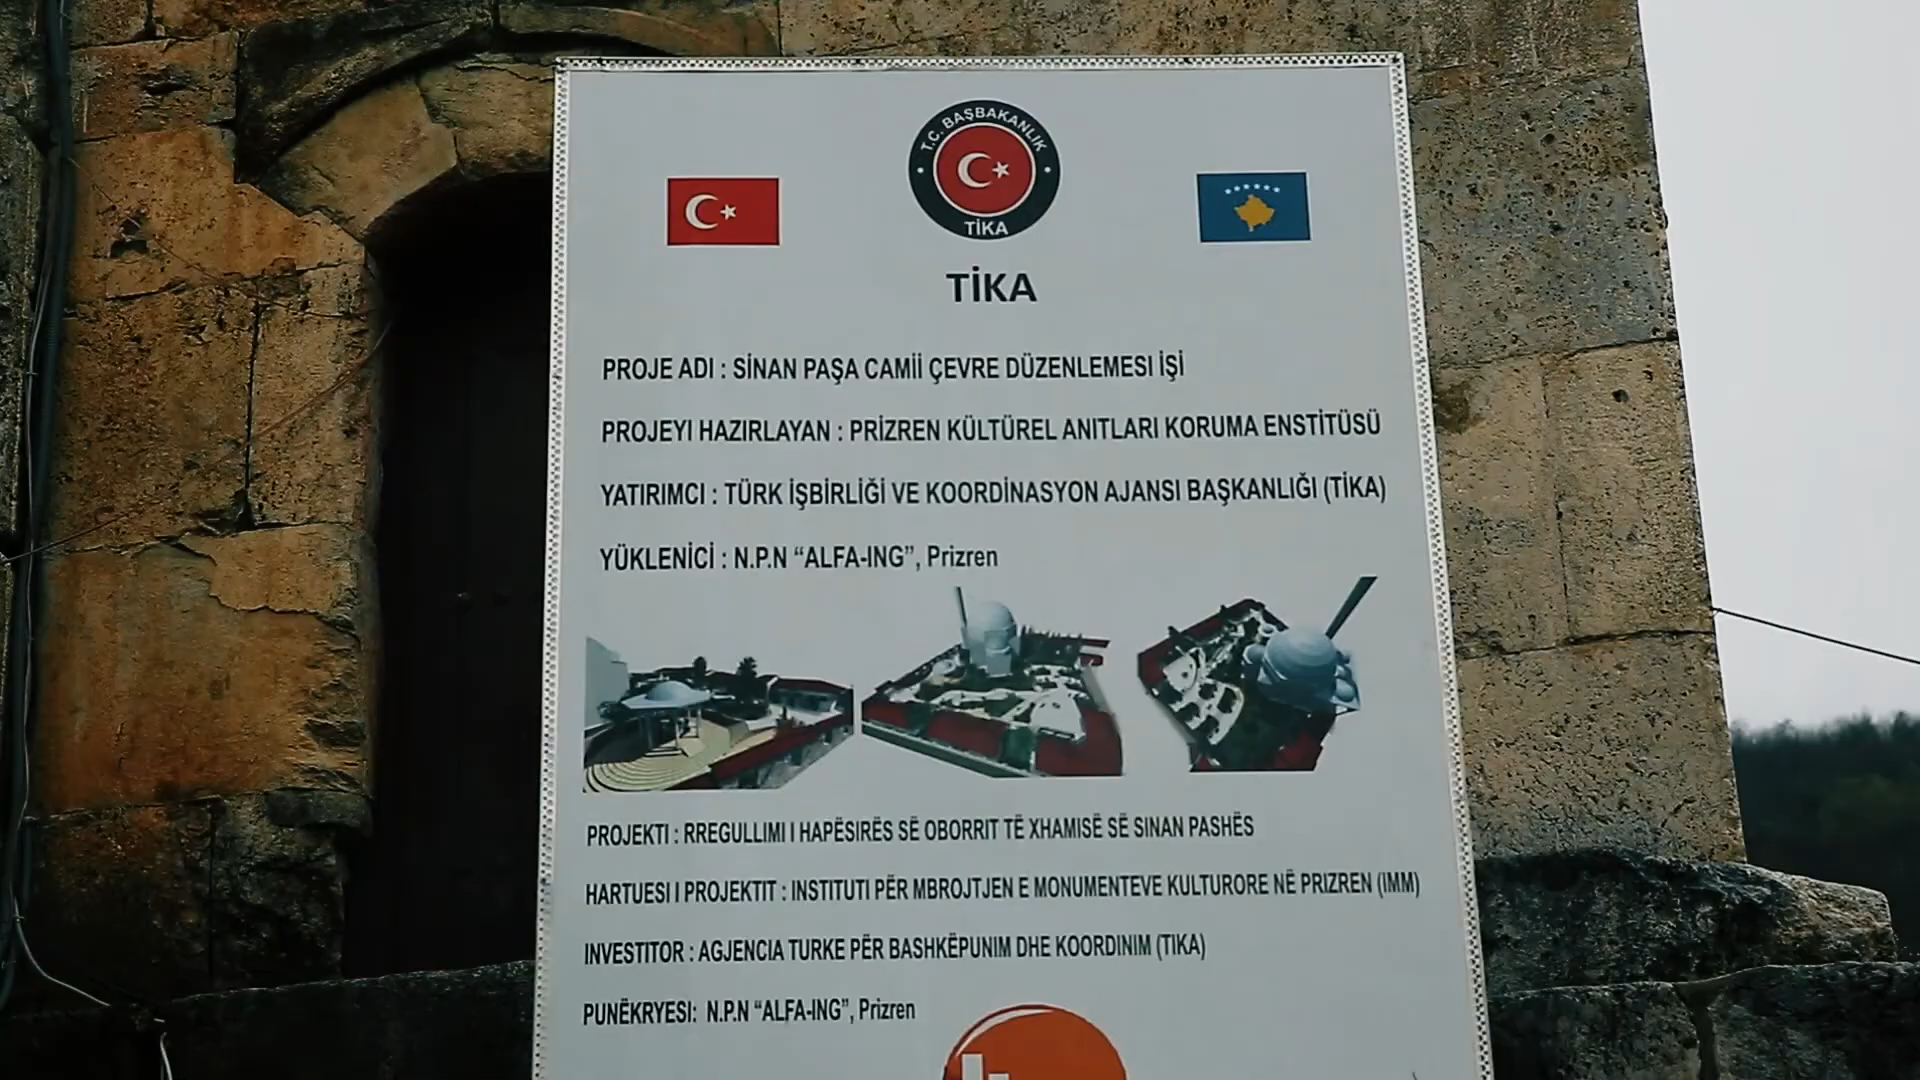 T.C. BAŞBAKANLIK
TİKA
TİKA
PROJE ADI : SİNAN PAŞA CAMİİ ÇEVRE DÜZENLEMESI İŞİ
PROJEYI HAZIRLAYAN : PRİZREN KÜLTÜREL ANITLARI KORUMA ENSTİTÜSÜ
YATIRIMCI : TÜRK İŞBİRLİĞİ VE KOORDİNASYON AJANSI BAŞKANLIĞI (TİKA)
YÜKLENİCİ : N.P.N “ALFA-ING”, Prizren
PROJEKTI : RREGULLIMI I HAPËSIRËS SË OBORRIT TË XHAMISË SË SINAN PASHËS
HARTUESI I PROJEKTIT : INSTITUTI PËR MBROJTJEN E MONUMENTEVE KULTURORE NË PRIZREN (IMM)
INVESTITOR : AGJENCIA TURKE PËR BASHKËPUNIM DHE KOORDINIM (TIKA)
PUNËKRYESI: N.P.N “ALFA-ING”, Prizren